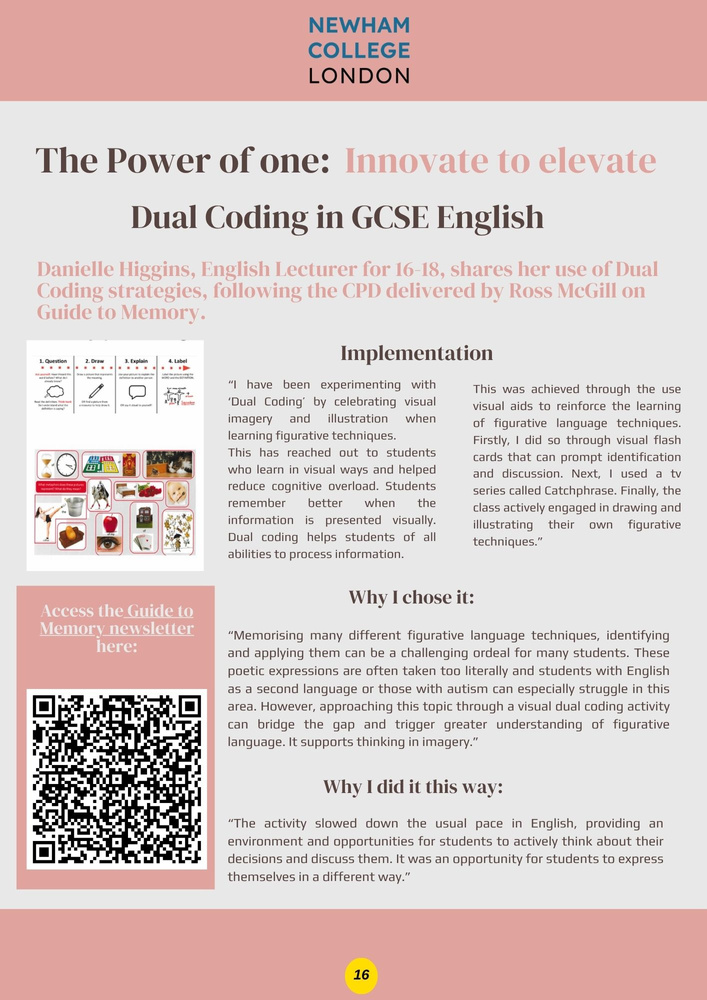 NEWHAM
COLLEGE
LONDON
The Power of one: Innovate to elevate
Dual Coding in GCSE English
Danielle Higgins, English Lecturer for 16-18, shares her use of Dual
Coding strategies, following the CPD delivered by Ross McGill on
Guide to Memory.
1. Question
2. Draw
3. Explain
4. Label
Implementation
“I have been experimenting with
‘Dual Coding’ by celebrating visual
imagery and illustration when
learning figurative techniques.
This has reached out to students
who learn in visual ways and helped
reduce cognitive overload. Students
remember better when the
information is presented visually.
Dual coding helps students of all
abilities to process information.
This was achieved through the use
visual aids to reinforce the learning
of figurative language techniques.
Firstly, I did so through visual flash
cards that can prompt identification
and discussion. Next, I used a tv
series called Catchphrase. Finally, the
class actively engaged in drawing and
illustrating their own figurative
techniques.”
Access the Guide to
Memory newsletter
here:
Why I chose it:
“Memorising many different figurative language techniques, identifying
and applying them can be a challenging ordeal for many students. These
poetic expressions are often taken too literally and students with English
as a second language or those with autism can especially struggle in this
area. However, approaching this topic through a visual dual coding activity
can bridge the gap and trigger greater understanding of figurative
language. It supports thinking in imagery.”
Why I did it this way:
“The activity slowed down the usual pace in English, providing an
environment and opportunities for students to actively think about their
decisions and discuss them. It was an opportunity for students to express
themselves in a different way.”
16